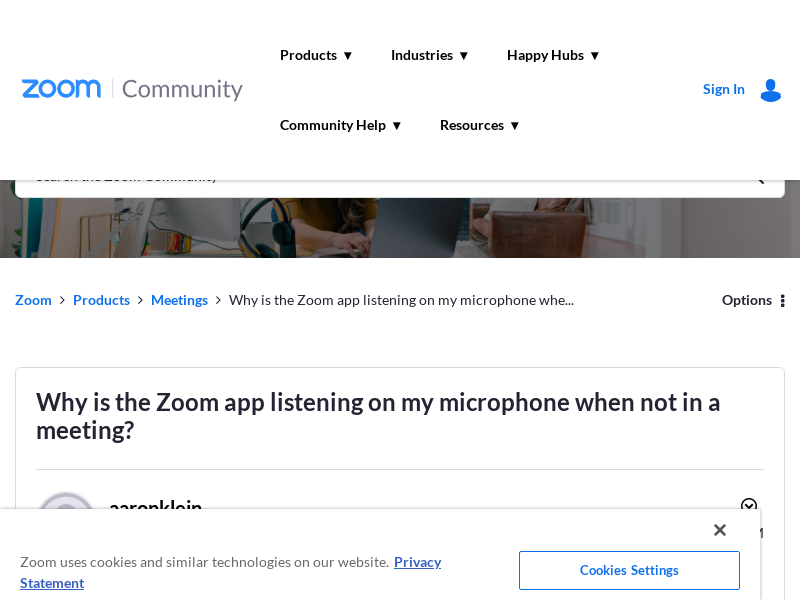 Products ▾ Industries ▾ Happy Hubs ▾
zoom Community
Sign In
Community Help ▾ Resources ▾
Zoom > Products > Meetings > Why is the Zoom app listening on my microphone whe...
Options
Why is the Zoom app listening on my microphone when not in a
meeting?
aaronklein
Zoom uses cookies and similar technologies on our website. Privacy
Statement
Cookies Settings